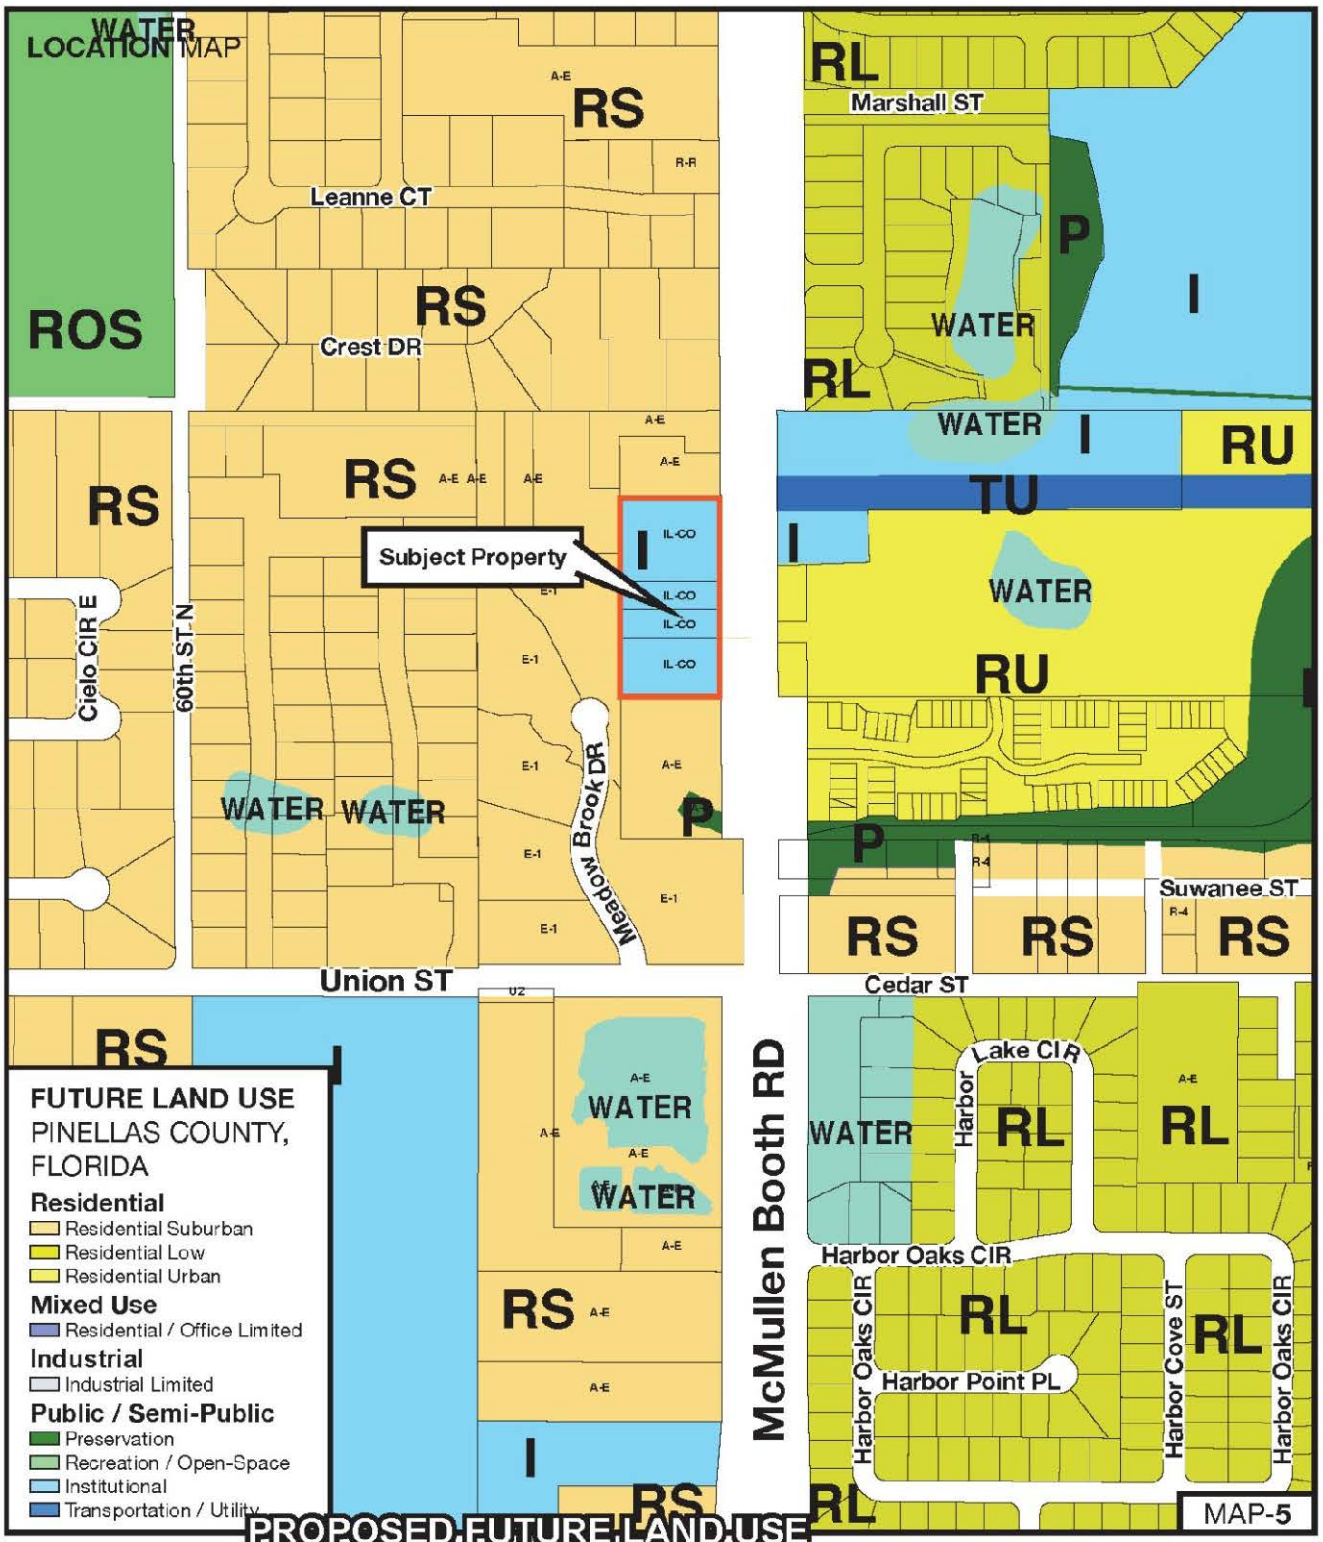 WATER
LOCATION MAP
RL
A-E
RS
Marshall ST
R-R
Leanne CT
P
I
RS
ROS
WATER
Crest DR
RL
A-E
WATER
I
RU
A-E
RS
A-E
A-E
A-E
RS
TU
I
IL-CO
I
Subject Property
E-1
IL-CO
WATER
IL-CO
Cielo CIR E
60th ST N
E-1
IL-CO
RU
I
E-1
A-E
Meadow Brook DR
WATER
WATER
P
R-4
P
E-1
R-4
Suwanee ST
E-1
R-4
E-1
RS
RS
RS
Union ST
Cedar ST
U2
RS
I
Lake CIR
Harbor
A-E
WATER
A-E
A-E
A-E
WATER
McMullen Booth RD
WATER
RL
A-E
RL
A-E
Harbor Oaks CIR
RS
A-E
Harbor Oaks CIR
RL
Harbor Cove ST
RL
Harbor Oaks CIR
Harbor Point PL
A-E
I
RS
RL
FUTURE LAND USE
PINELLAS COUNTY,
FLORIDA
Residential
Residential Suburban
Residential Low
Residential Urban
Mixed Use
Residential / Office Limited
Industrial
Industrial Limited
Public / Semi-Public
Preservation
Recreation / Open-Space
Institutional
Transportation / Utility
PROPOSED FUTURE LAND USE
MAP-5